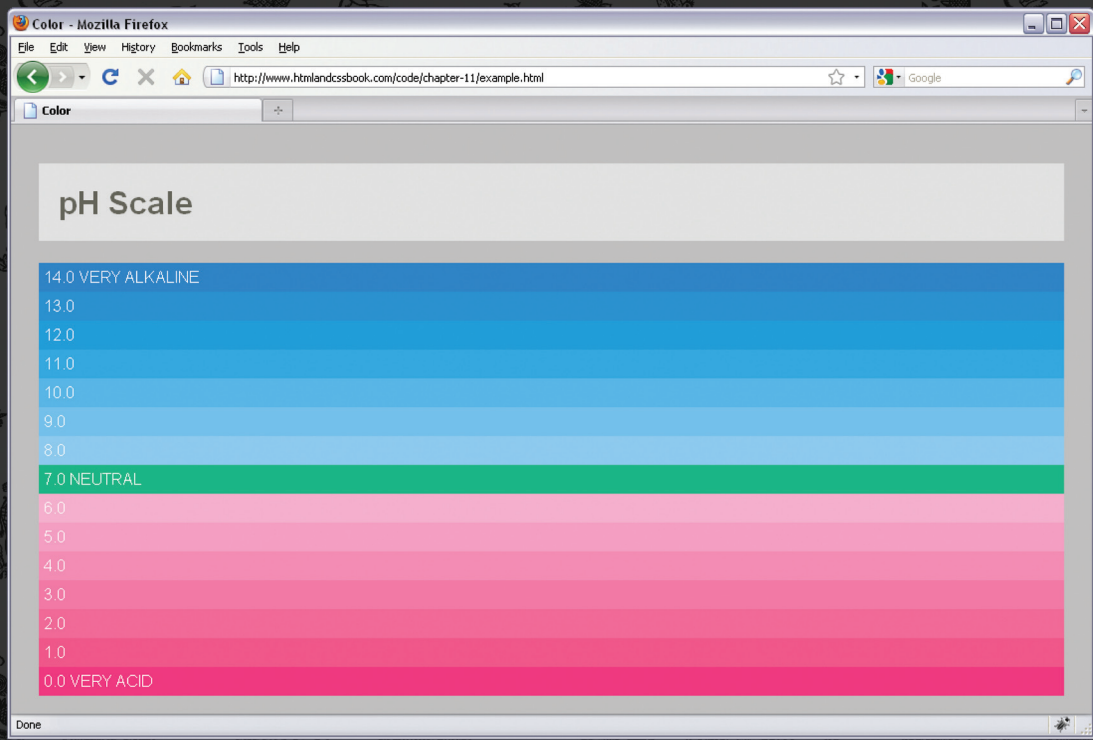 Color - Mozilla Firefox
File Edit View History Bookmarks Tools Help
http://www.htmlandcssbook.com/code/chapter-11/example.html Google
Color
pH Scale
14.0 VERY ALKALINE
13.0
12.0
11.0
10.0
9.0
8.0
7.0 NEUTRAL
6.0
5.0
4.0
3.0
2.0
1.0
0.0 VERY ACID
Done